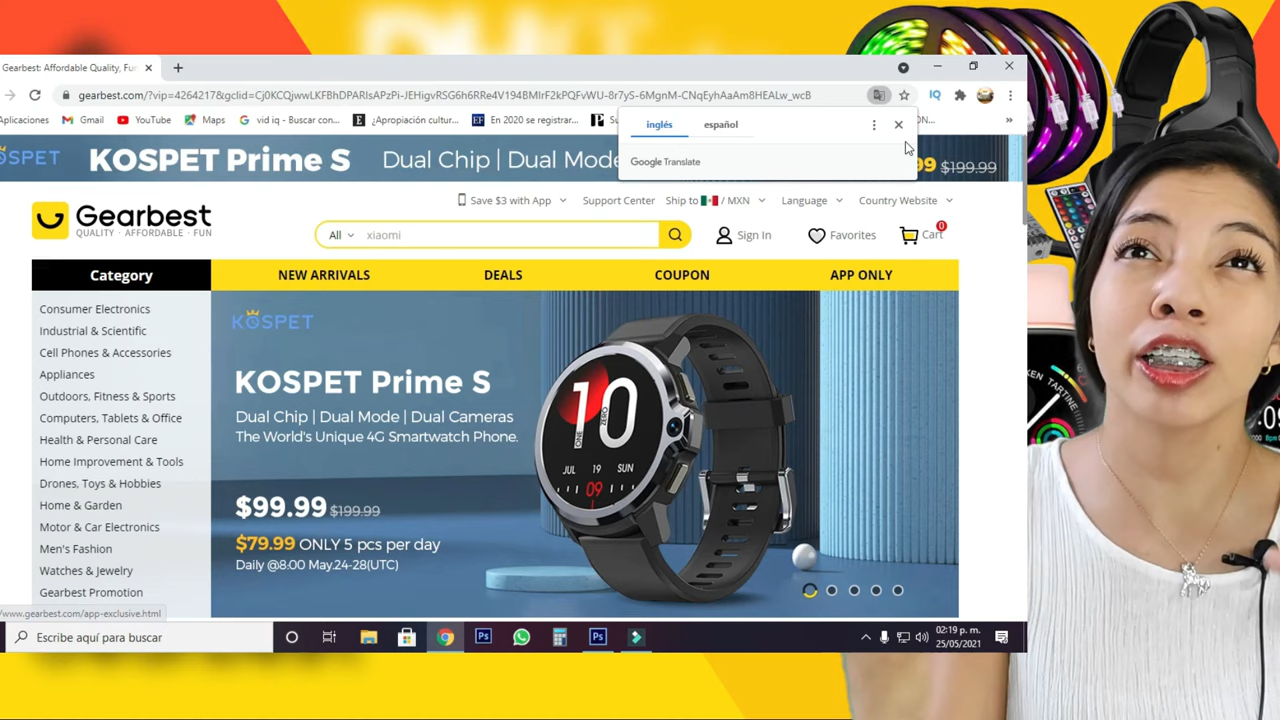 Gearbest: Affordable Quality, Fun
gearbest.com/?vip=4264217&gclid=Cj0KCQjwwLKFBhDPARIsAPzPi-JEHigvRSG6h6RRe4V194BMIrF2kPQFvWU-8r7yS-6MgnM-CNqEyhAaAm8HEALw_wcB
Aplicaciones Gmail YouTube Maps vid iq - Buscar con... ¿Apropiación cultur... En 2020 se registrar...
inglés español
Google Translate
KOSPET KOSPET Prime S Dual Chip | Dual Mode 99 $199.99
Save $3 with App Support Center Ship to / MXN Language Country Website
Gearbest
QUALITY · AFFORDABLE · FUN
All xiaomi Sign In Favorites Cart 0
Category NEW ARRIVALS DEALS COUPON APP ONLY
Consumer Electronics
Industrial & Scientific
Cell Phones & Accessories
Appliances
Outdoors, Fitness & Sports
Computers, Tablets & Office
Health & Personal Care
Home Improvement & Tools
Drones, Toys & Hobbies
Home & Garden
Motor & Car Electronics
Men's Fashion
Watches & Jewelry
Gearbest Promotion
KOSPET
KOSPET Prime S
Dual Chip | Dual Mode | Dual Cameras
The World's Unique 4G Smartwatch Phone.
$99.99 $199.99
$79.99 ONLY 5 pcs per day
Daily @8:00 May.24-28(UTC)
10
ONE ZERO
JUL 19 SUN
09
www.gearbest.com/app-exclusive.html
Escribe aquí para buscar
02:19 p. m.
25/05/2021